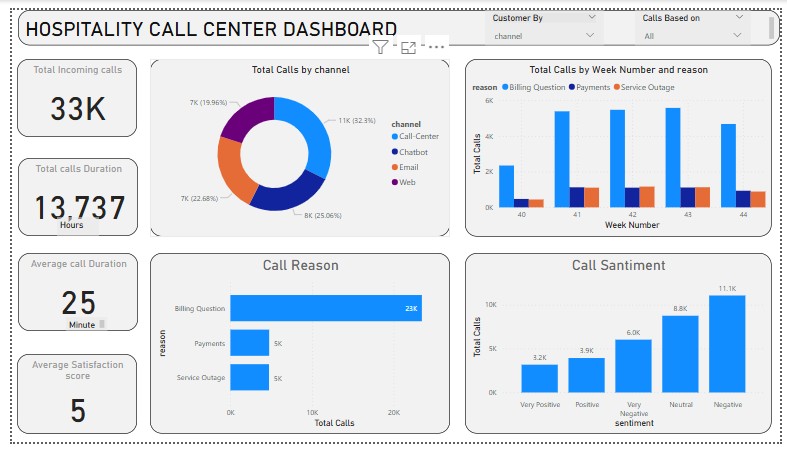 HOSPITALITY CALL CENTER DASHBOARD
Customer By
channel
Calls Based on
All
Total Incoming calls
33K
Total calls Duration
13,737
Hours
Average call Duration
25
Minute
Average Satisfaction
score
5
Total Calls by channel
7K (19.96%)
11K (32.3%)
7K (22.68%)
8K (25.06%)
channel
Call-Center
Chatbot
Email
Web
Total Calls by Week Number and reason
reason Billing Question Payments Service Outage
Total Calls
6K
4K
2K
0K
40 41 42 43 44
Week Number
Call Reason
reason
Billing Question 23K
Payments 5K
Service Outage 5K
0K 10K 20K
Total Calls
Call Santiment
Total Calls
10K
5K
0K
3.2K 3.9K 6.0K 8.8K 11.1K
Very Positive Positive Very Negative Neutral Negative
sentiment